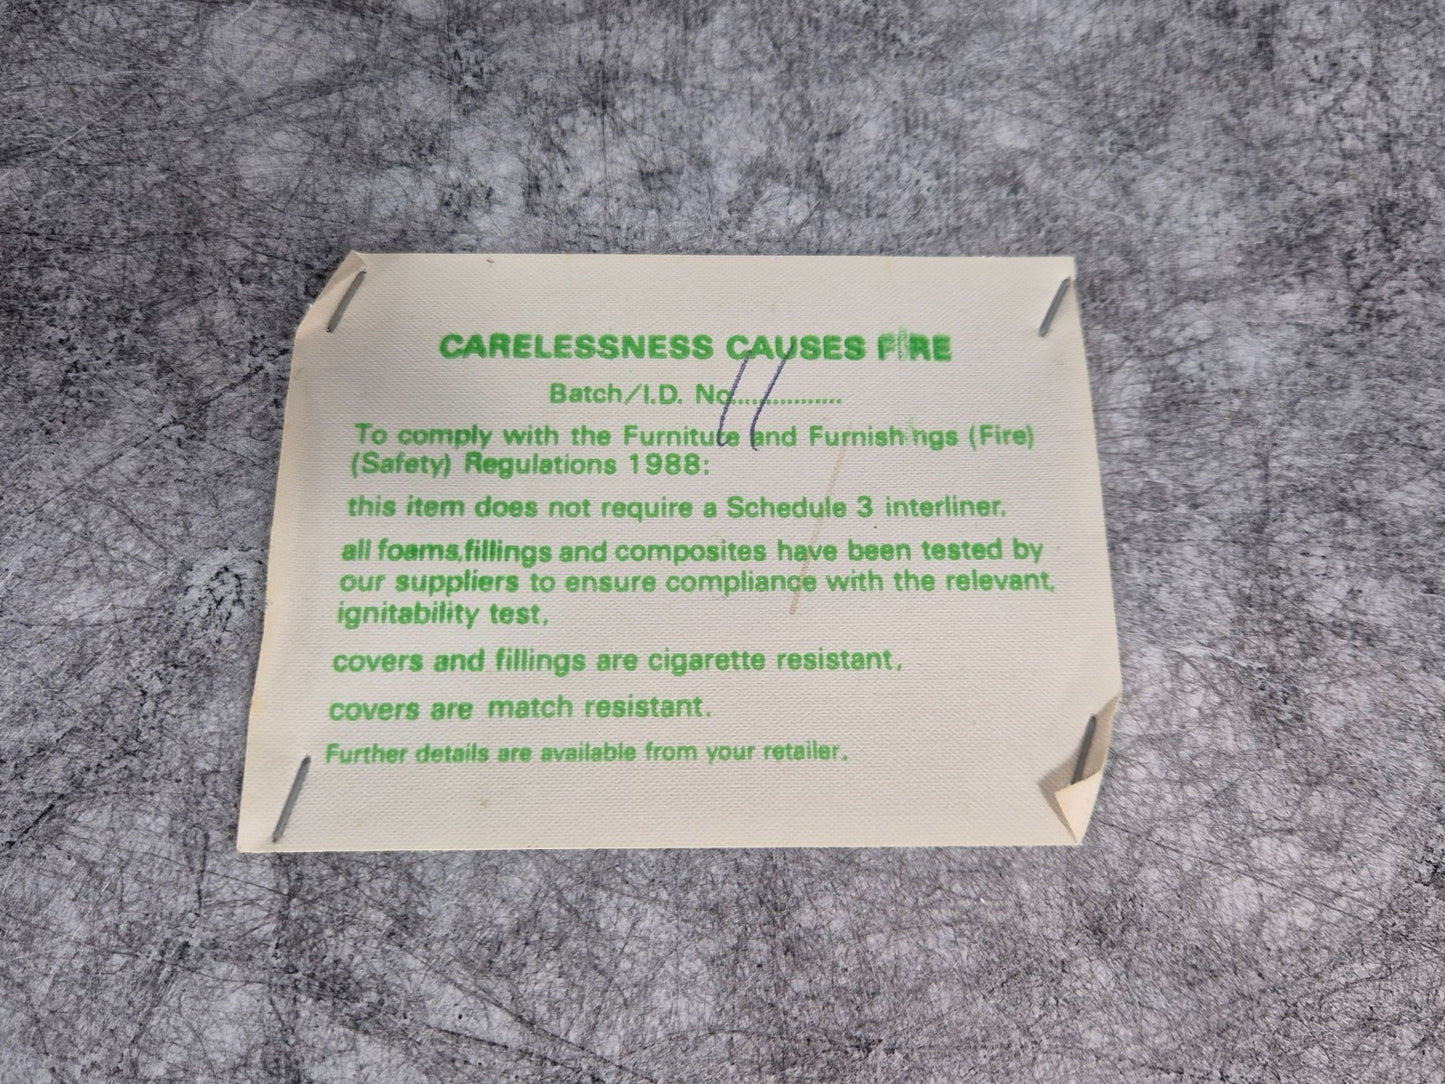 CARELESSNESS CAUSES FIRE
Batch/I.D. No. 11
To comply with the Furniture and Furnishings (Fire)
(Safety) Regulations 1988:
this item does not require a Schedule 3 interliner.
all foams,fillings and composites have been tested by
our suppliers to ensure compliance with the relevant.
ignitability test.
covers and fillings are cigarette resistant.
covers are match resistant.
Further details are available from your retailer.